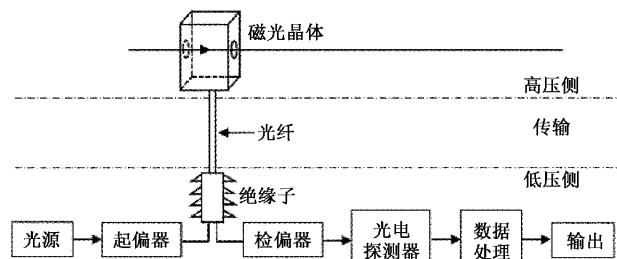 磁光晶体
高压侧
光纤
传输
低压侧
绝缘子
光源
起偏器
检偏器
光电
探测器
数据
处理
输出